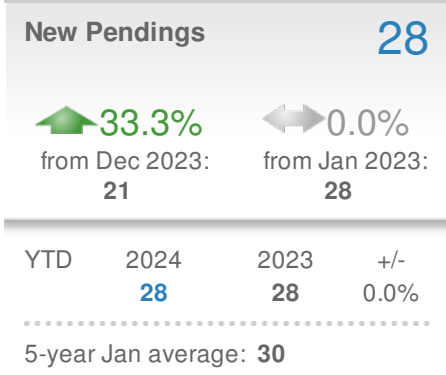 New Pendings 28
33.3% 0.0%
from Dec 2023: from Jan 2023:
21 28
YTD 2024 2023 +/-
28 28 0.0%
5-year Jan average: 30